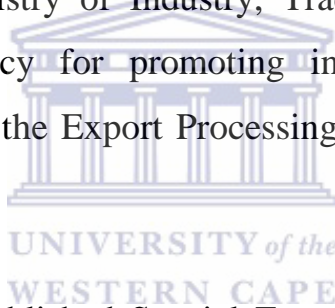 istry of Industry, Tra
cy for promoting in
the Export Processing
UNIVERSITY of the
WESTERN CAPE